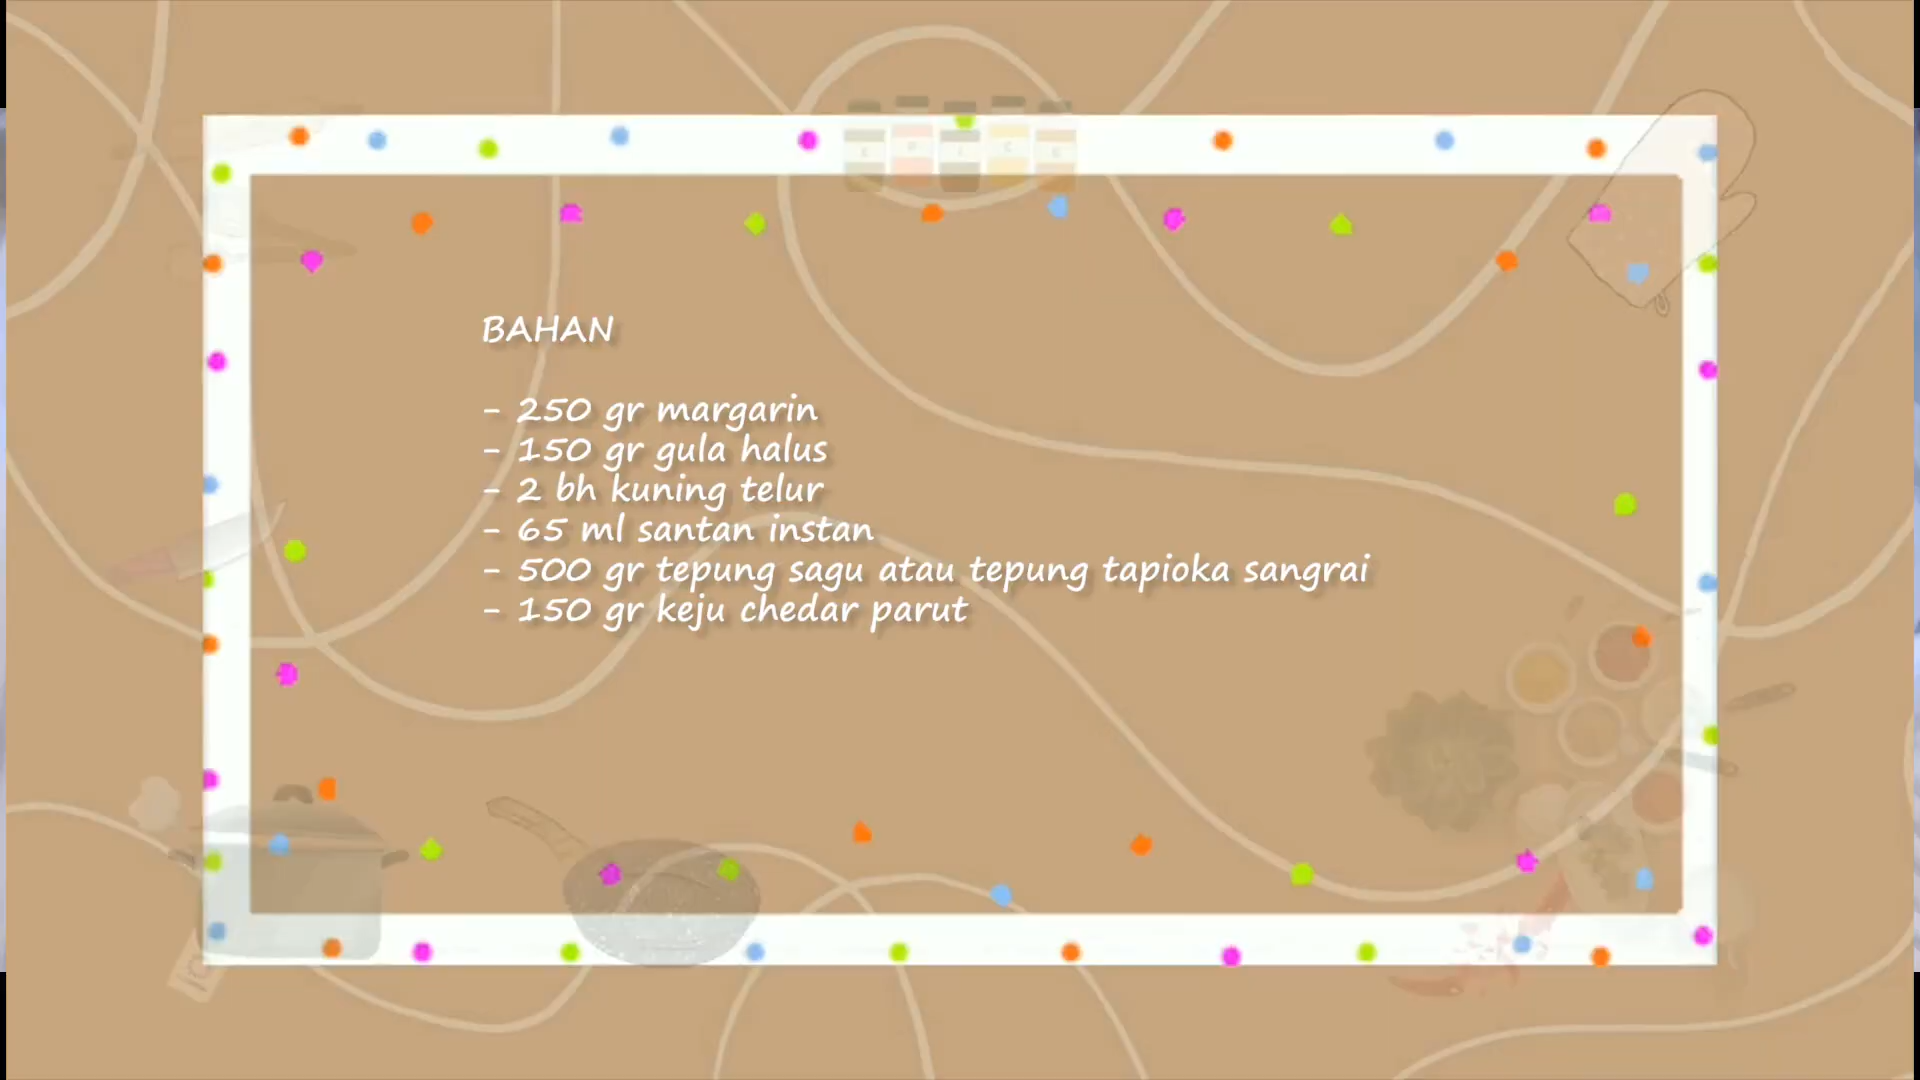 BAHAN
- 250 gr margarin
- 150 gr gula halus
- 2 bh kuning telur
- 65 ml santan instan
- 500 gr tepung sagu atau tepung tapioka sangrai
- 150 gr keju chedar parut